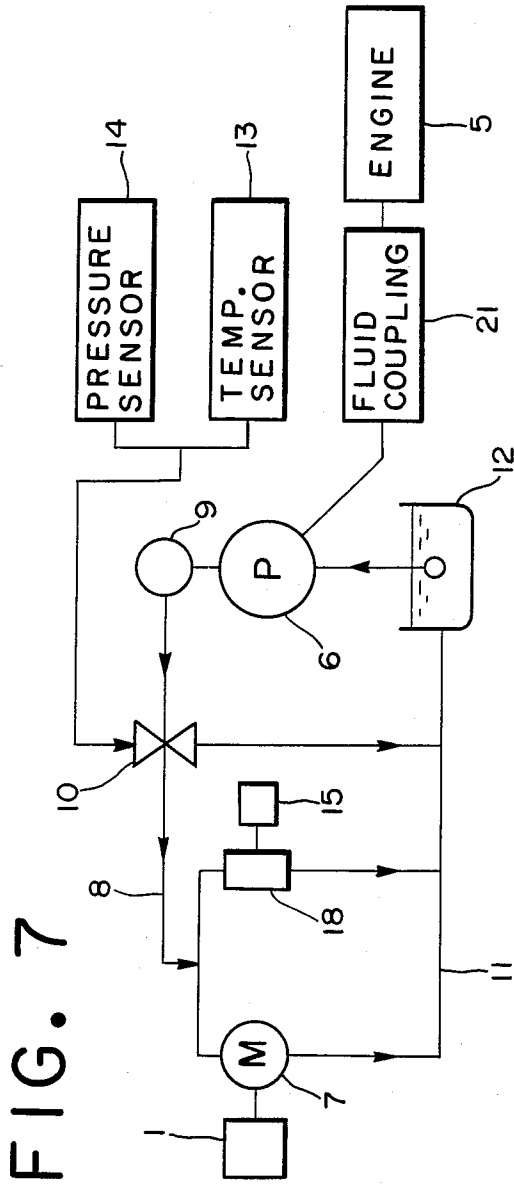 FIG. 7
PRESSURE
SENSOR
14
TEMP.
SENSOR
13
ENGINE
5
FLUID
COUPLING
21
9
P
6
12
10
8
15
18
M
7
1
11